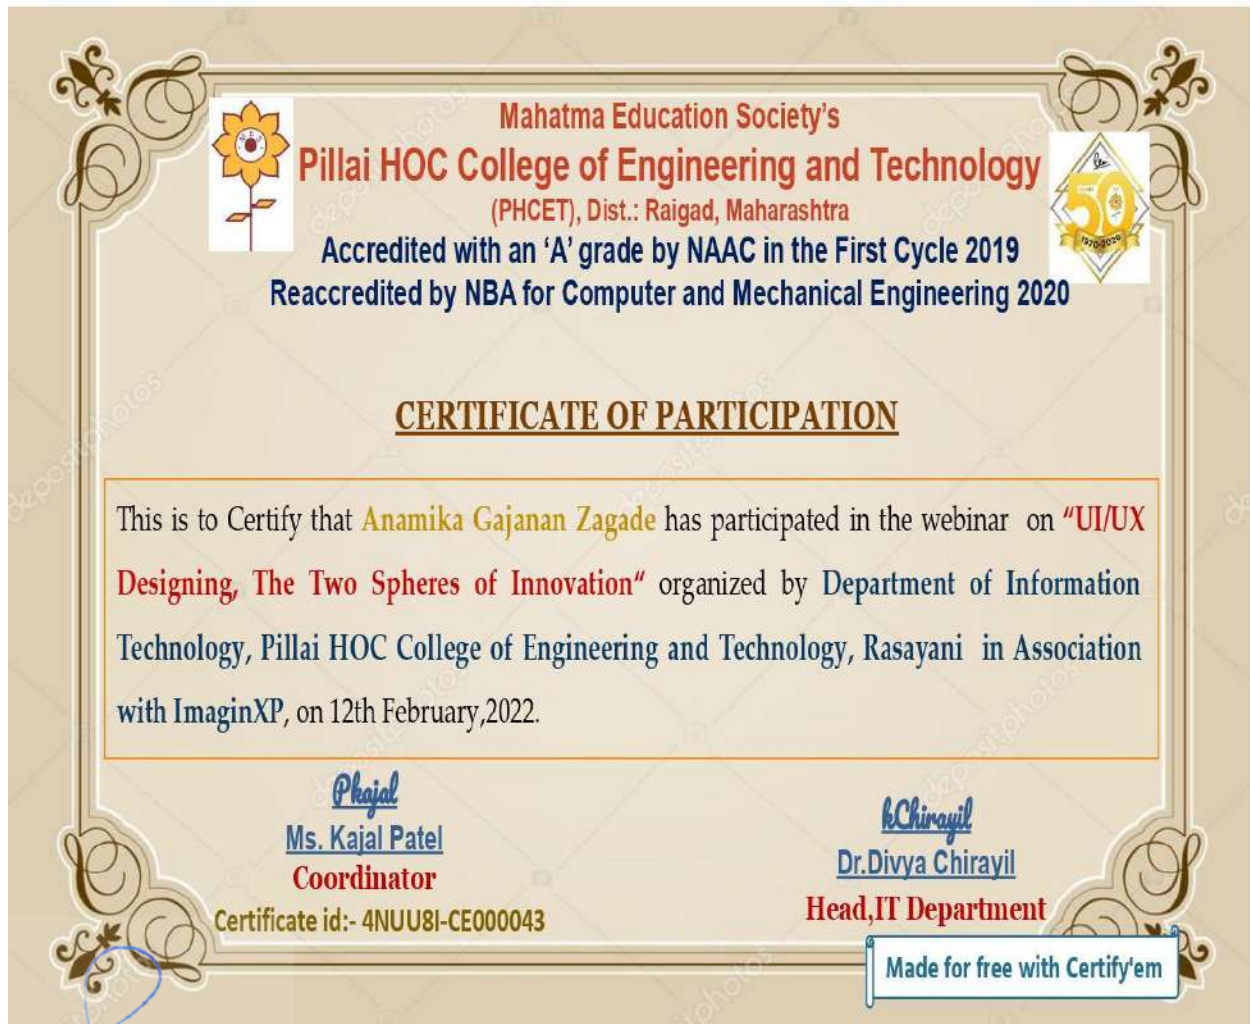 Mahatma Education Society's
Pillai HOC College of Engineering and Technology
(PHCET), Dist.: Raigad, Maharashtra
Accredited with an ‘A’ grade by NAAC in the First Cycle 2019
Reaccredited by NBA for Computer and Mechanical Engineering 2020
50
1970-2020
CERTIFICATE OF PARTICIPATION
This is to Certify that Anamika Gajanan Zagade has participated in the webinar on “UI/UX
Designing, The Two Spheres of Innovation“ organized by Department of Information
Technology, Pillai HOC College of Engineering and Technology, Rasayani in Association
with ImaginXP, on 12th February,2022.
Pkajal
Ms. Kajal Patel
Coordinator
Certificate id:- 4NUU8I-CE000043
kChirayil
Dr.Divya Chirayil
Head,IT Department
Made for free with Certify'em
depositphotos